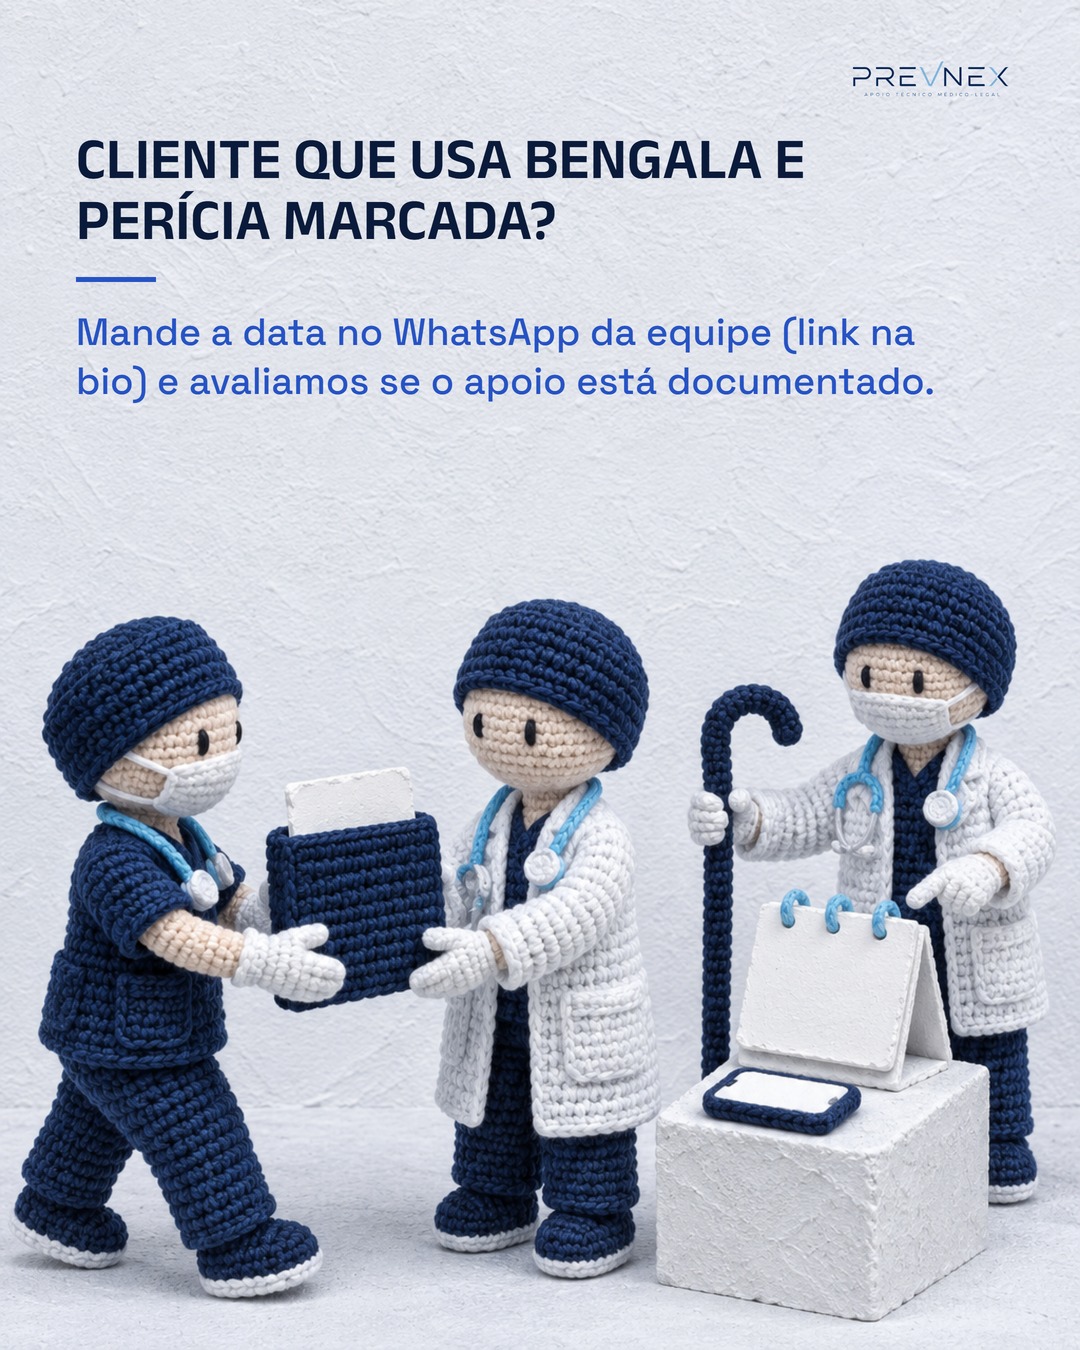 PREVNEX
APOIO TÉCNICO MÉDICO-LEGAL
CLIENTE QUE USA BENGALA E
PERÍCIA MARCADA?
Mande a data no WhatsApp da equipe (link na
bio) e avaliamos se o apoio está documentado.